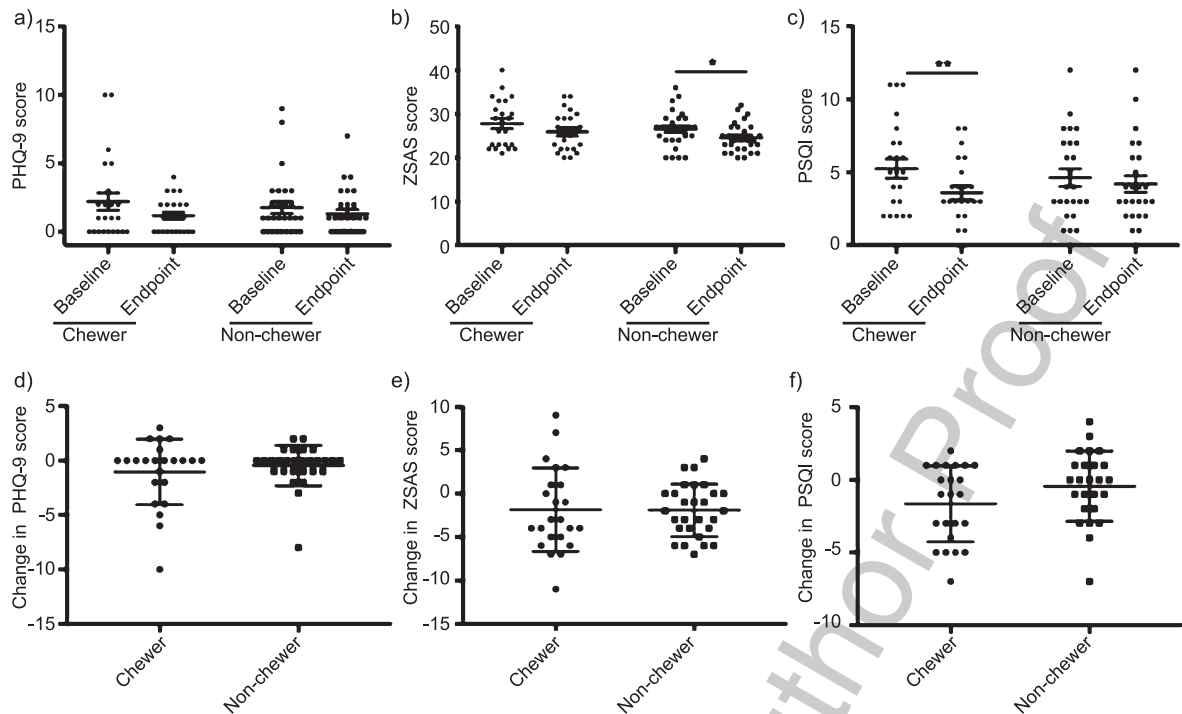 a)
PHQ-9 score
15
10
5
0
Baseline
Endpoint
Baseline
Endpoint
Chewer
Non-chewer
b)
ZSAS score
50
40
30
20
10
0
*
Baseline
Endpoint
Baseline
Endpoint
Chewer
Non-chewer
c)
PSQI score
15
10
5
0
**
Baseline
Endpoint
Baseline
Endpoint
Chewer
Non-chewer
d)
Change in PHQ-9 score
5
0
-5
-10
-15
Chewer
Non-chewer
e)
Change in ZSAS score
10
5
0
-5
-10
-15
Chewer
Non-chewer
f)
Change in PSQI score
5
0
-5
-10
Chewer
Non-chewer
thor Proof